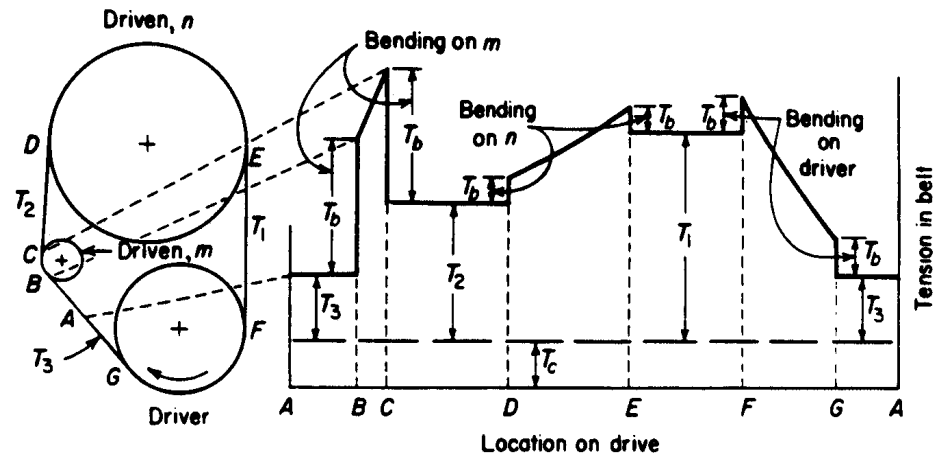 Driven, n
Bending on m
D
E
T2
T1
C
Driven, m
B
A
T3
F
G
Driver
Tb
Tb
Bending
on n
Tb
Tb
Tb
Bending
on
driver
Tb
T3
T2
T1
T3
Tc
A B C D E F G A
Location on drive
Tension in belt